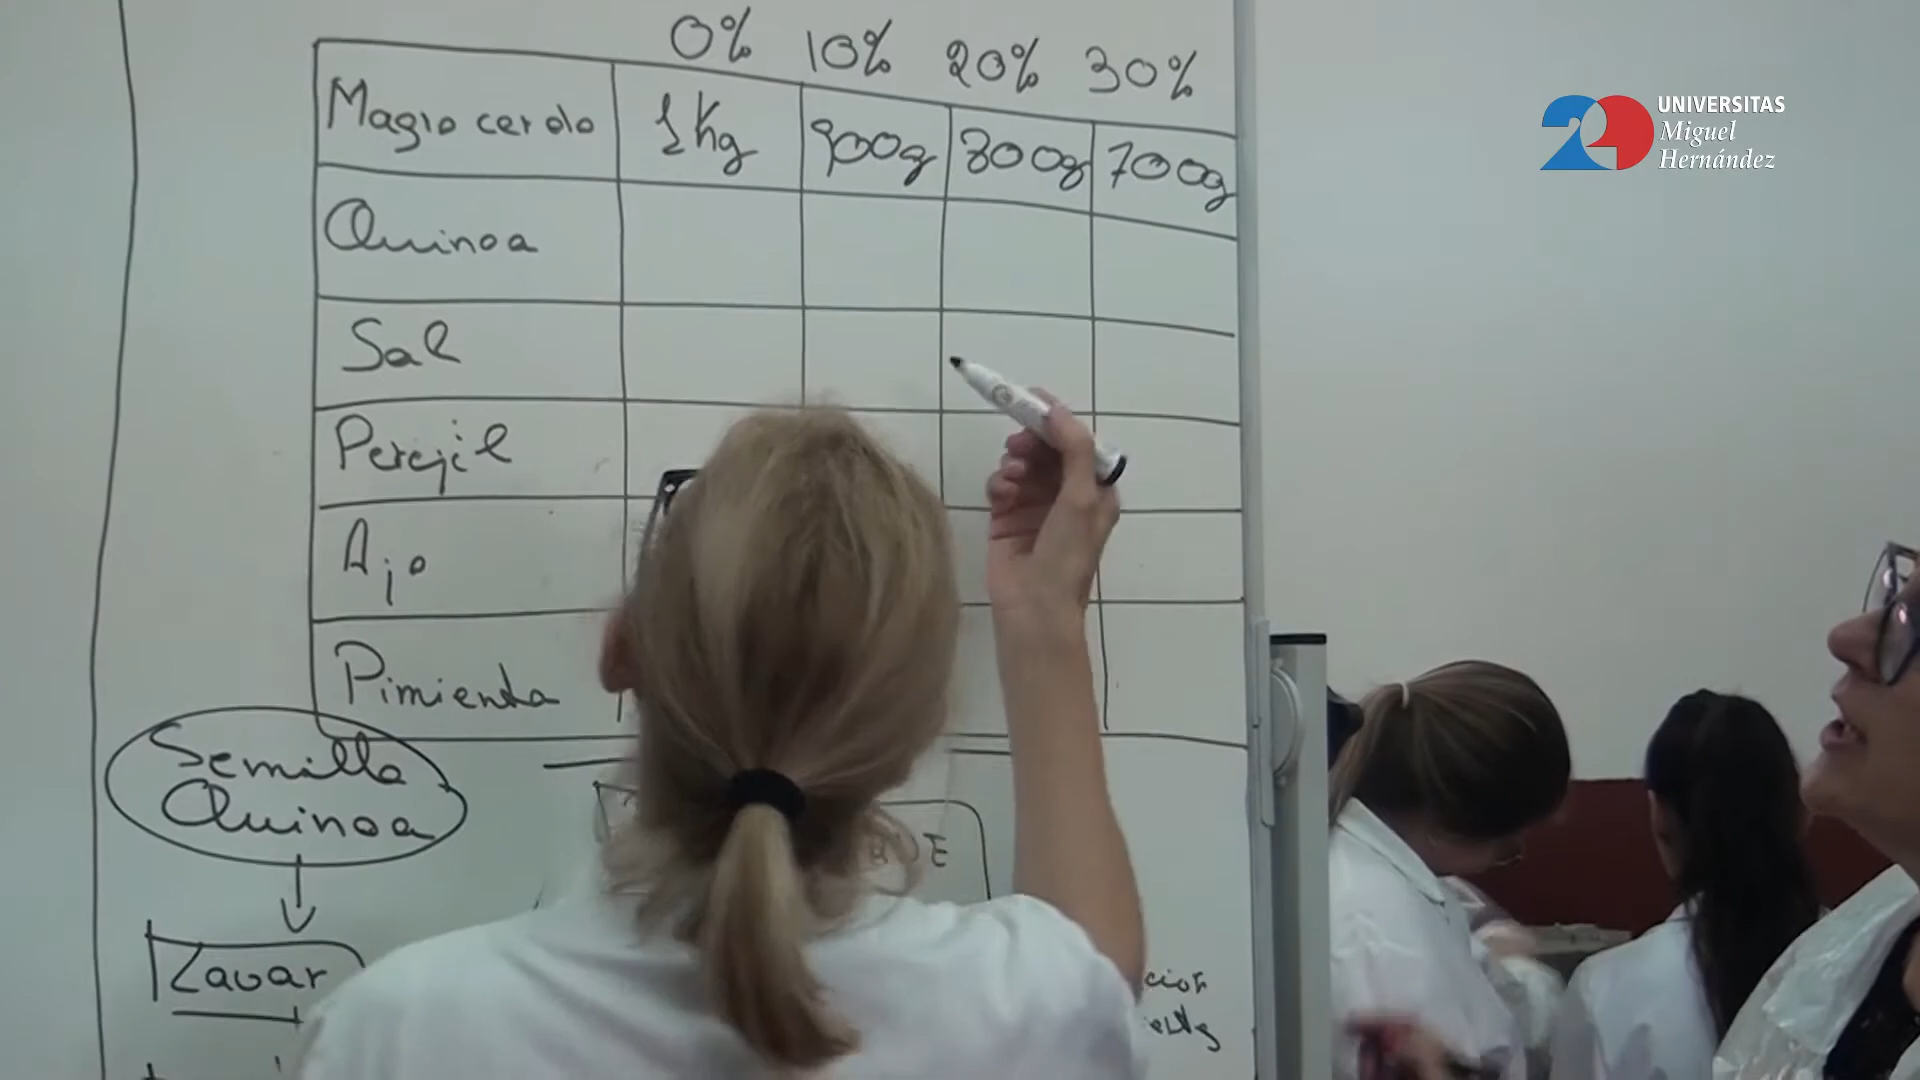 0% 10% 20% 30%
Magro cerdo 1Kg 900g 800g 700g
Quinoa
Sal
Perejil
Ajo
Pimienta
Semilla
Quinoa
Lavar
UNIVERSITAS
Miguel
Hernández